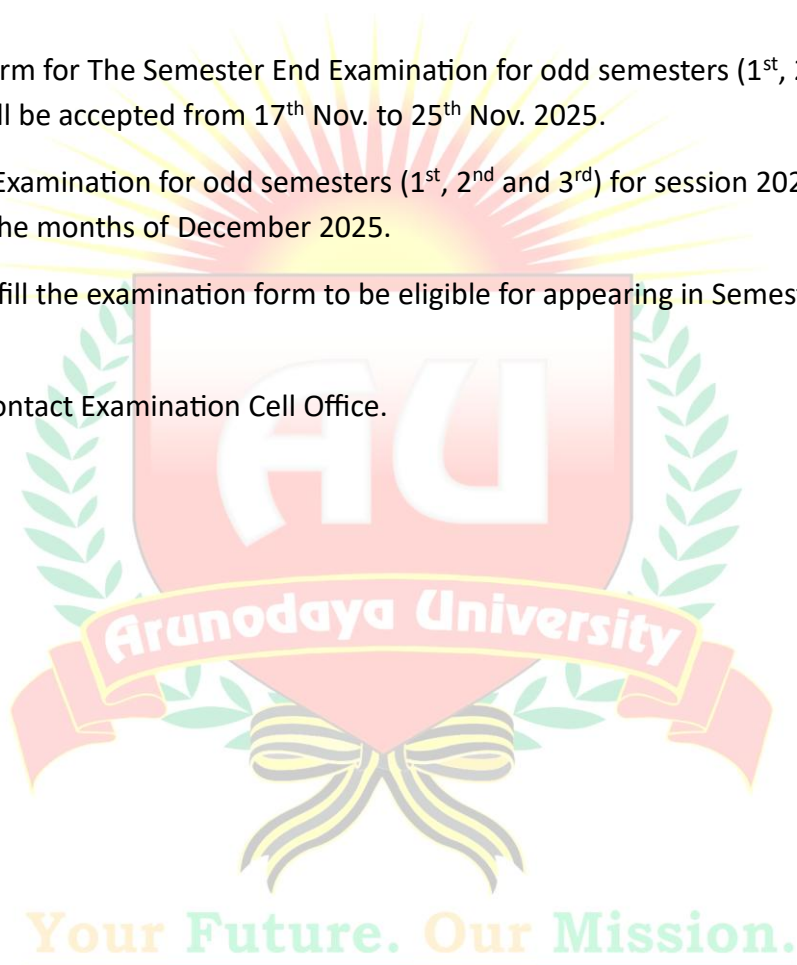 rm for The Semester End Examination for odd semesters (1st, 2
ll be accepted from 17th Nov. to 25th Nov. 2025.
Examination for odd semesters (1st, 2nd and 3rd) for session 202
he months of December 2025.
fill the examination form to be eligible for appearing in Semest
ontact Examination Cell Office.
AU
Arunodaya University
Your Future. Our Mission.